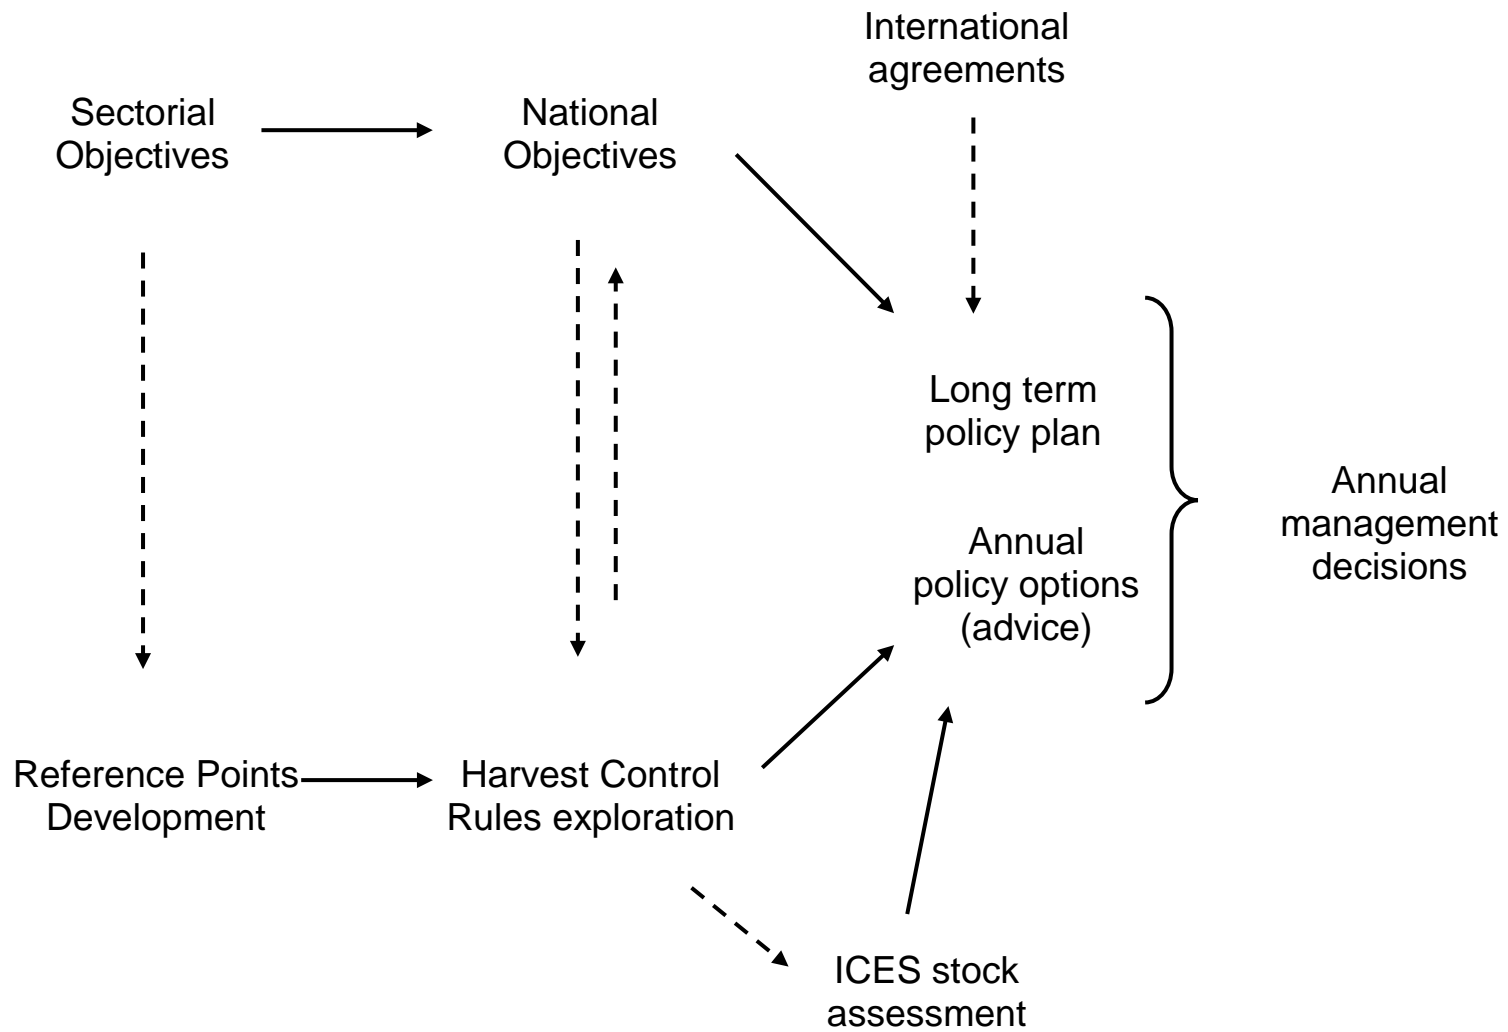 International
agreements
Sectorial
Objectives
National
Objectives
Long term
policy plan
Annual
policy options
(advice)
Annual
management
decisions
Reference Points
Development
Harvest Control
Rules exploration
ICES stock
assessment